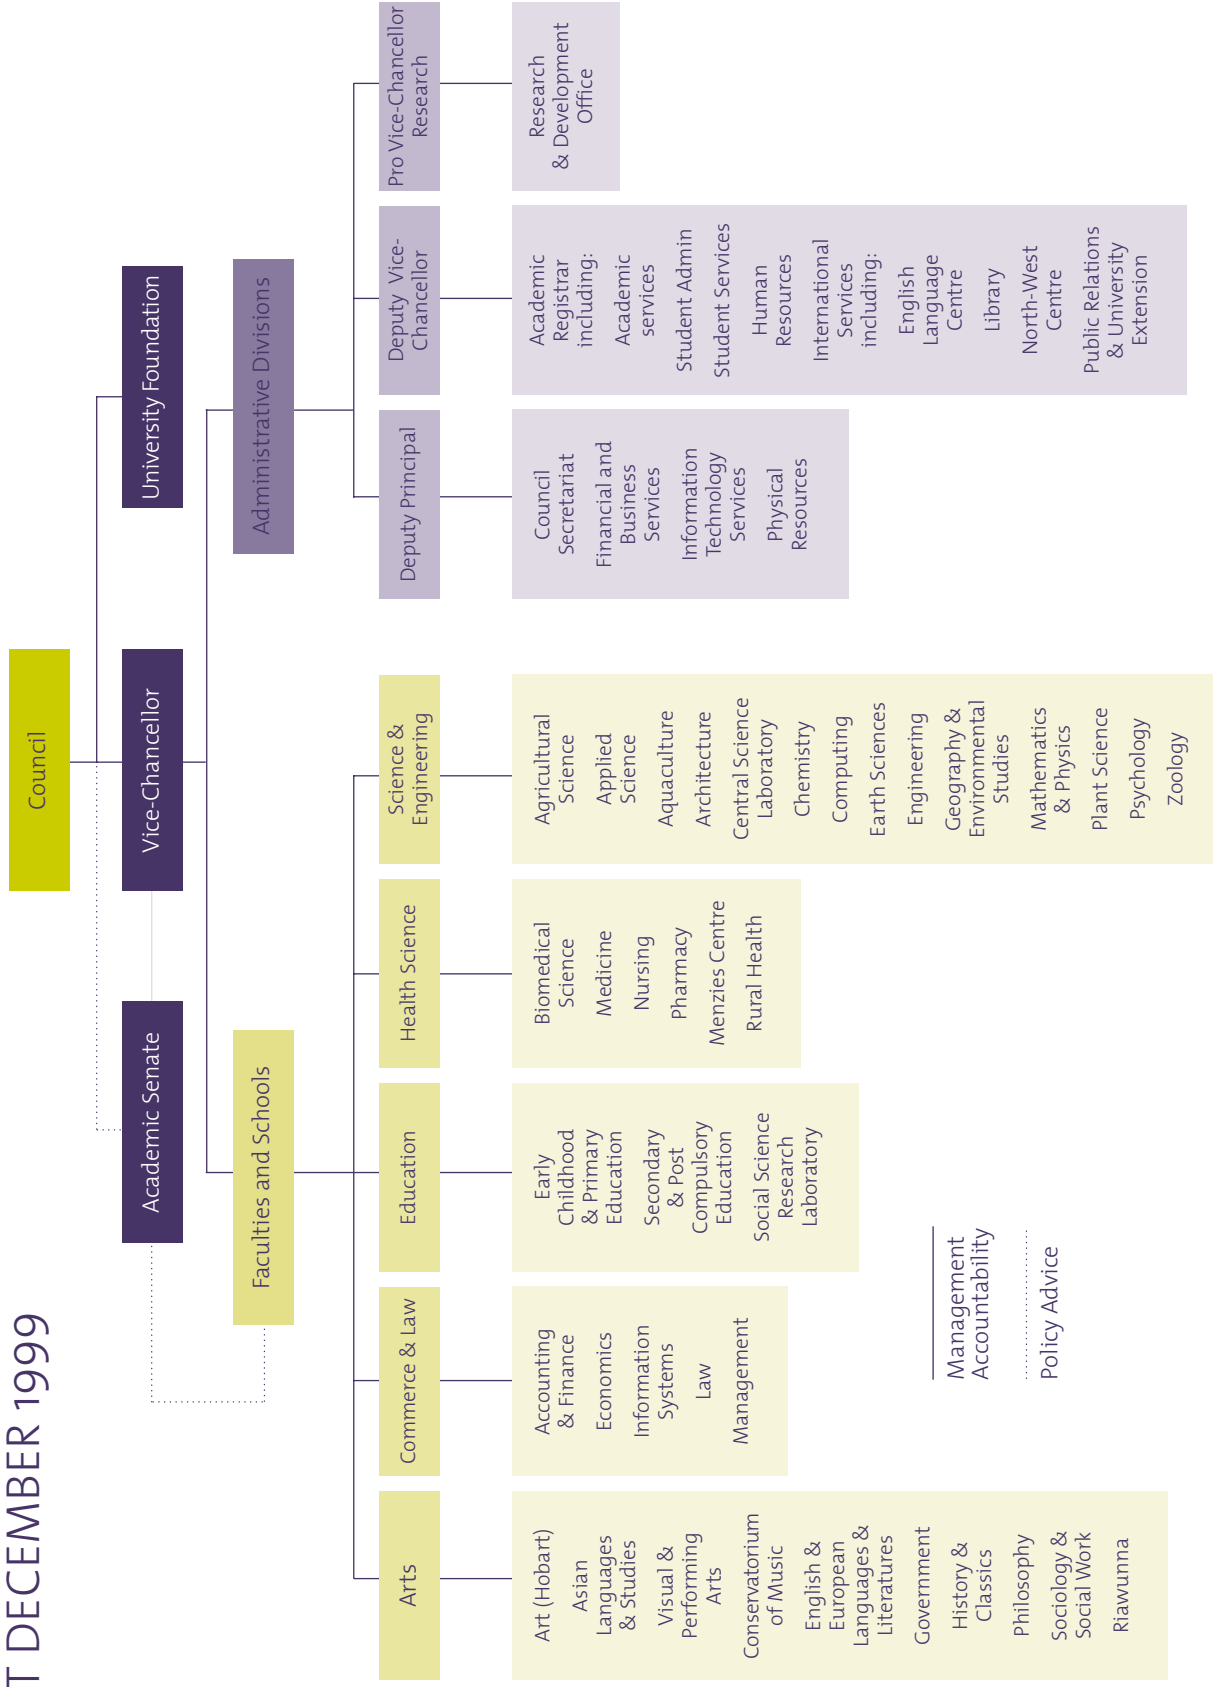 T DECEMBER 1999
Council
Academic Senate
Vice-Chancellor
University Foundation
Faculties and Schools
Administrative Divisions
Arts
Commerce & Law
Education
Health Science
Science &
Engineering
Deputy Principal
Deputy Vice-
Chancellor
Pro Vice-Chancellor
Research
Art (Hobart)
Asian
Languages
& Studies
Visual &
Performing
Arts
Conservatorium
of Music
English &
European
Languages &
Literatures
Government
History &
Classics
Philosophy
Sociology &
Social Work
Riawunna
Accounting
& Finance
Economics
Information
Systems
Law
Management
Early
Childhood
& Primary
Education
Secondary
& Post
Compulsory
Education
Social Science
Research
Laboratory
Biomedical
Science
Medicine
Nursing
Pharmacy
Menzies Centre
Rural Health
Agricultural
Science
Applied
Science
Aquaculture
Architecture
Central Science
Laboratory
Chemistry
Computing
Earth Sciences
Engineering
Geography &
Environmental
Studies
Mathematics
& Physics
Plant Science
Psychology
Zoology
Council
Secretariat
Financial and
Business
Services
Information
Technology
Services
Physical
Resources
Academic
Registrar
including:
Academic
services
Student Admin
Student Services
Human
Resources
International
Services
including:
English
Language
Centre
Library
North-West
Centre
Public Relations
& University
Extension
Research
& Development
Office
Management
Accountability
Policy Advice